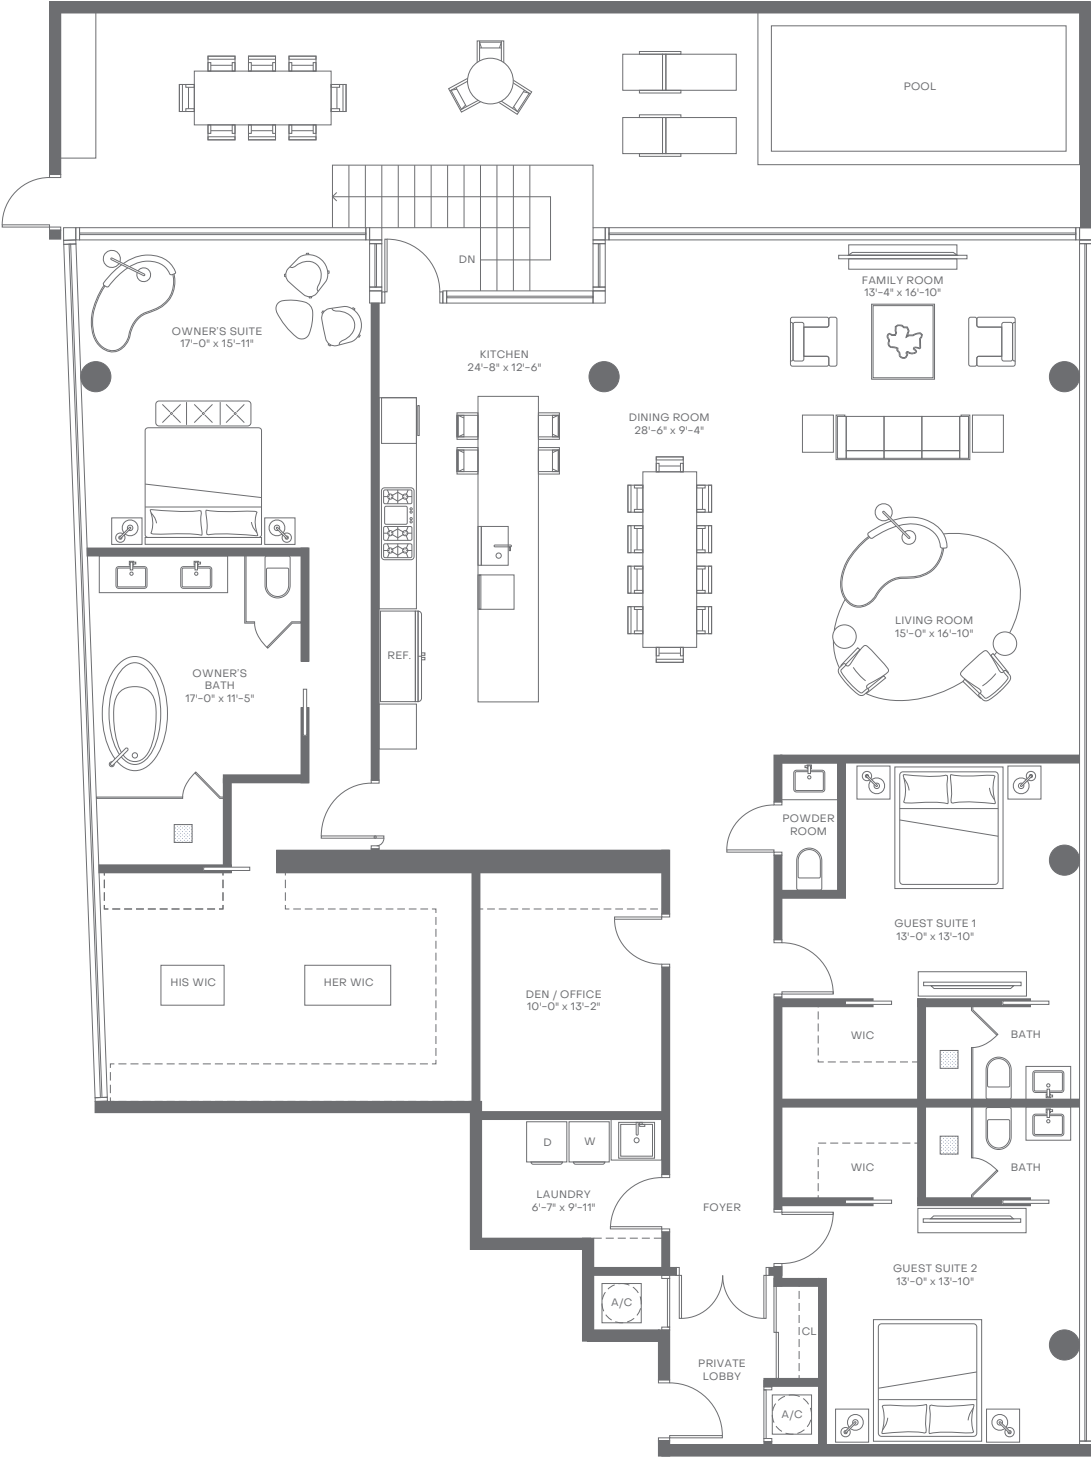 POOL
DN
FAMILY ROOM
13'-4" x 16'-10"
OWNER'S SUITE
17'-0" x 15'-11"
KITCHEN
24'-8" x 12'-6"
DINING ROOM
28'-6" x 9'-4"
LIVING ROOM
15'-0" x 16'-10"
REF.
OWNER'S
BATH
17'-0" x 11'-5"
POWDER
ROOM
GUEST SUITE 1
13'-0" x 13'-10"
HIS WIC
HER WIC
DEN / OFFICE
10'-0" x 13'-2"
WIC
BATH
D
W
WIC
BATH
LAUNDRY
6'-7" x 9'-11"
FOYER
GUEST SUITE 2
13'-0" x 13'-10"
A/C
CL
PRIVATE
LOBBY
A/C